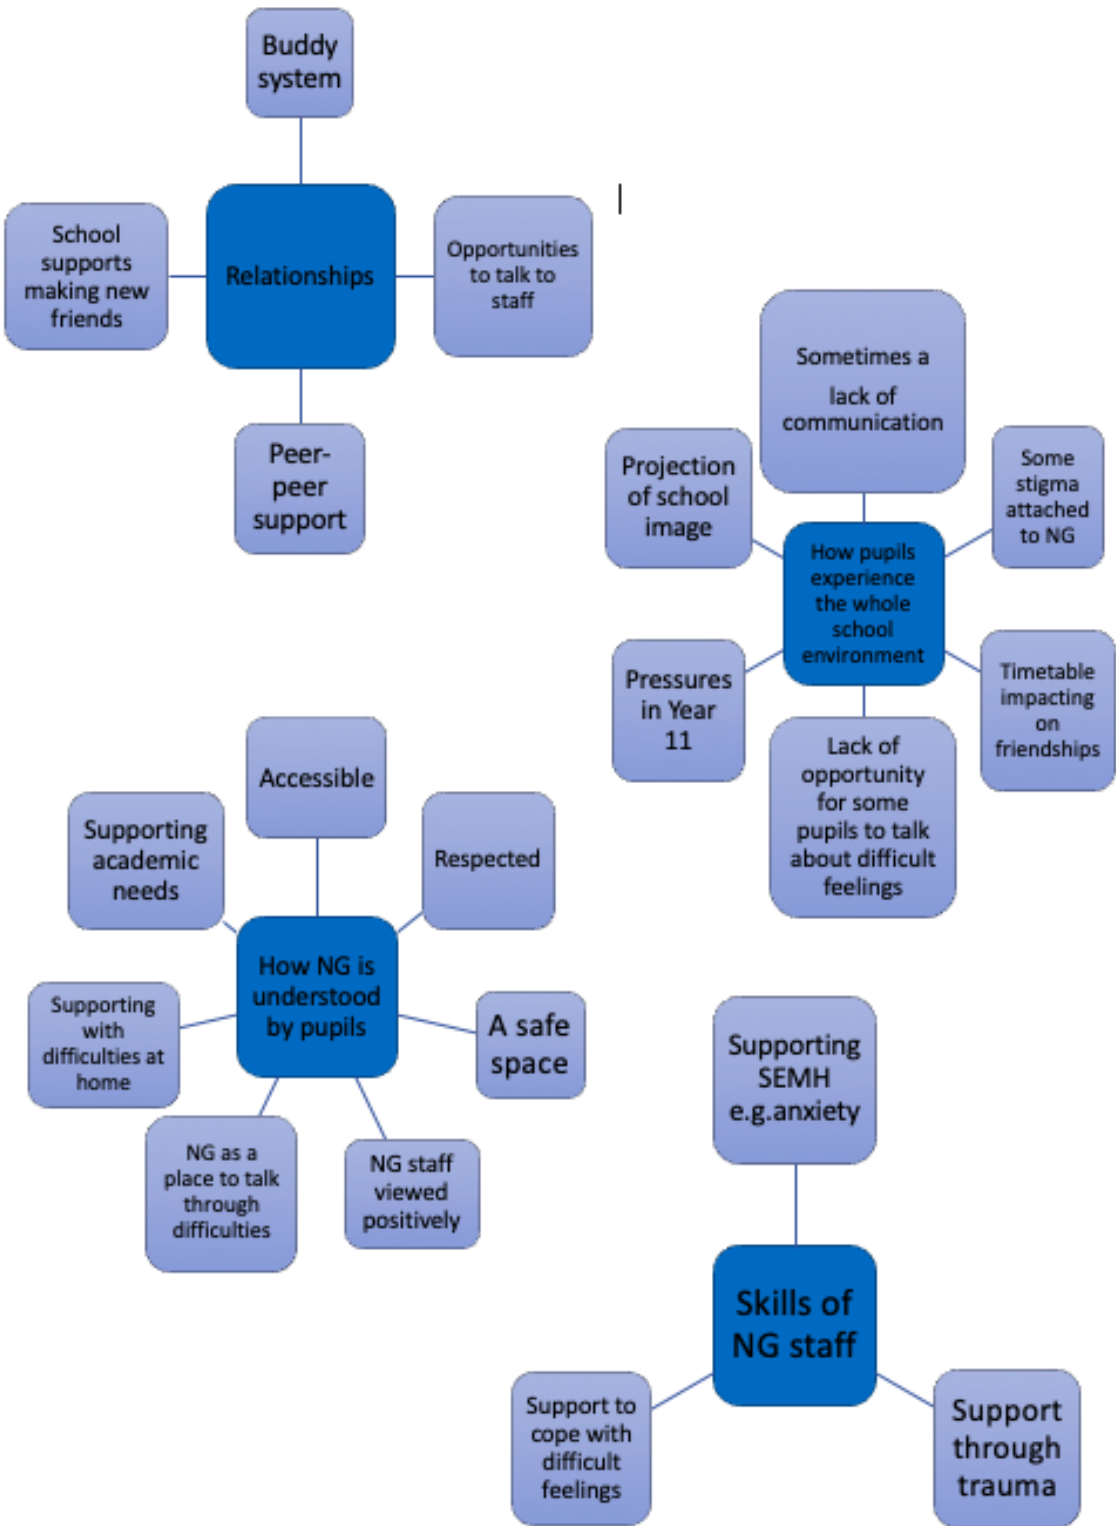 Buddy
system
School
supports
making new
friends
Relationships
Opportunities
to talk to
staff
Peer-
peer
support
Sometimes a
lack of
communication
Projection
of school
image
Some
stigma
attached
to NG
How pupils
experience
the whole
school
environment
Pressures
in Year
11
Timetable
impacting
on
friendships
Lack of
opportunity
for some
pupils to talk
about difficult
feelings
Accessible
Supporting
academic
needs
Respected
How NG is
understood
by pupils
Supporting
with
difficulties at
home
A safe
space
NG as a
place to talk
through
difficulties
NG staff
viewed
positively
Supporting
SEMH
e.g.anxiety
Skills of
NG staff
Support to
cope with
difficult
feelings
Support
through
trauma